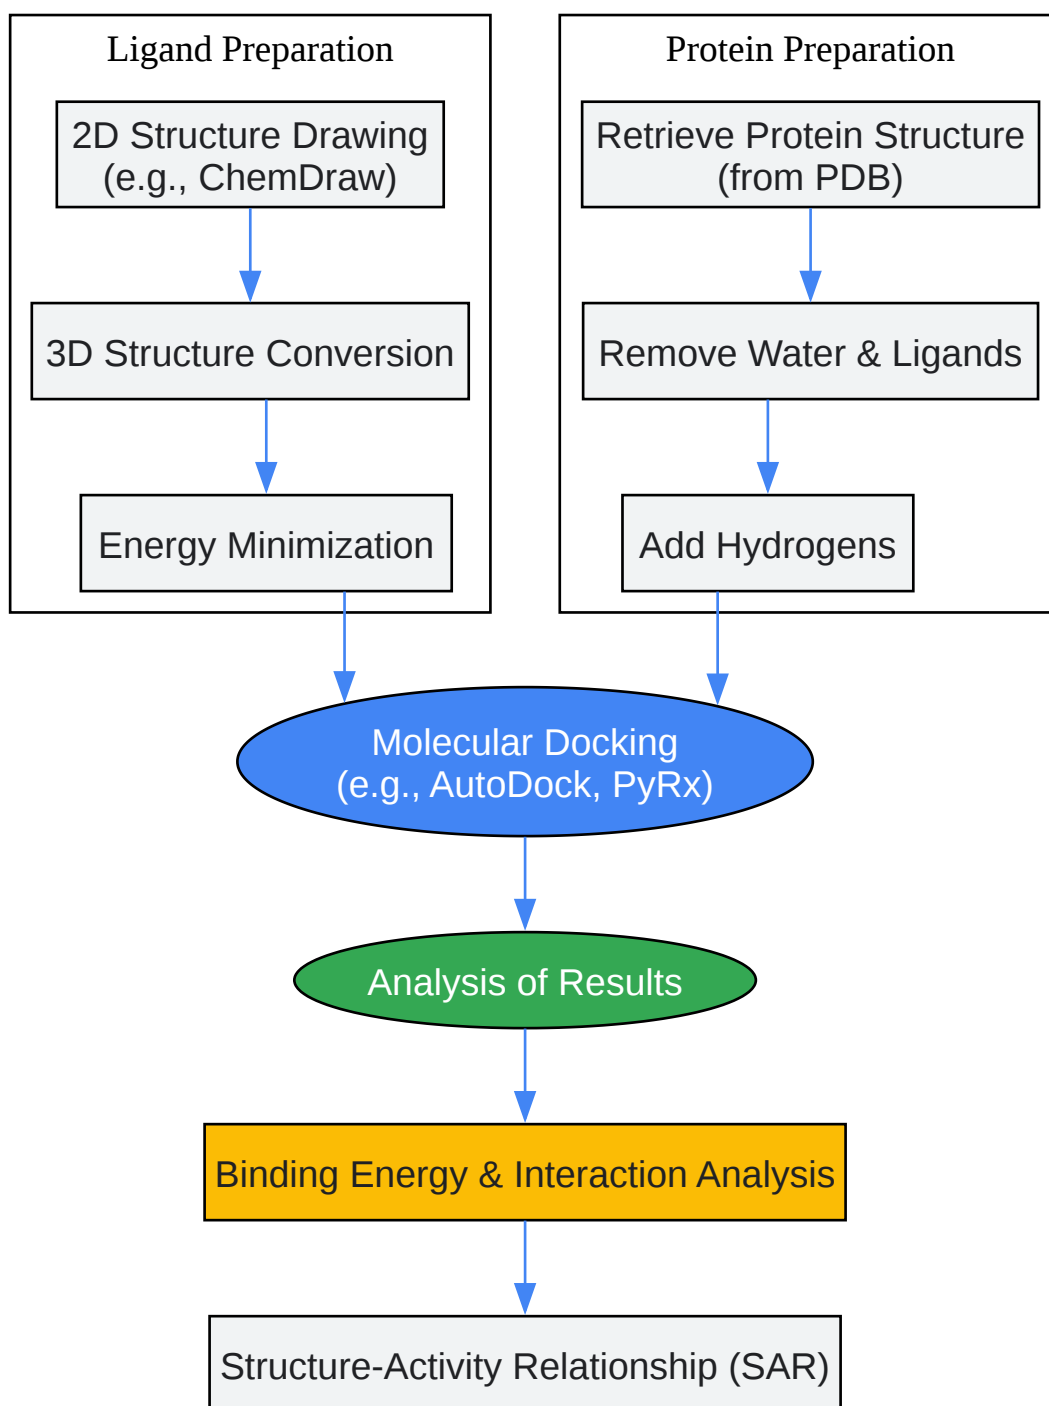 Ligand Preparation
2D Structure Drawing
(e.g., ChemDraw)
3D Structure Conversion
Energy Minimization
Protein Preparation
Retrieve Protein Structure
(from PDB)
Remove Water & Ligands
Add Hydrogens
Molecular Docking
(e.g., AutoDock, PyRx)
Analysis of Results
Binding Energy & Interaction Analysis
Structure-Activity Relationship (SAR)